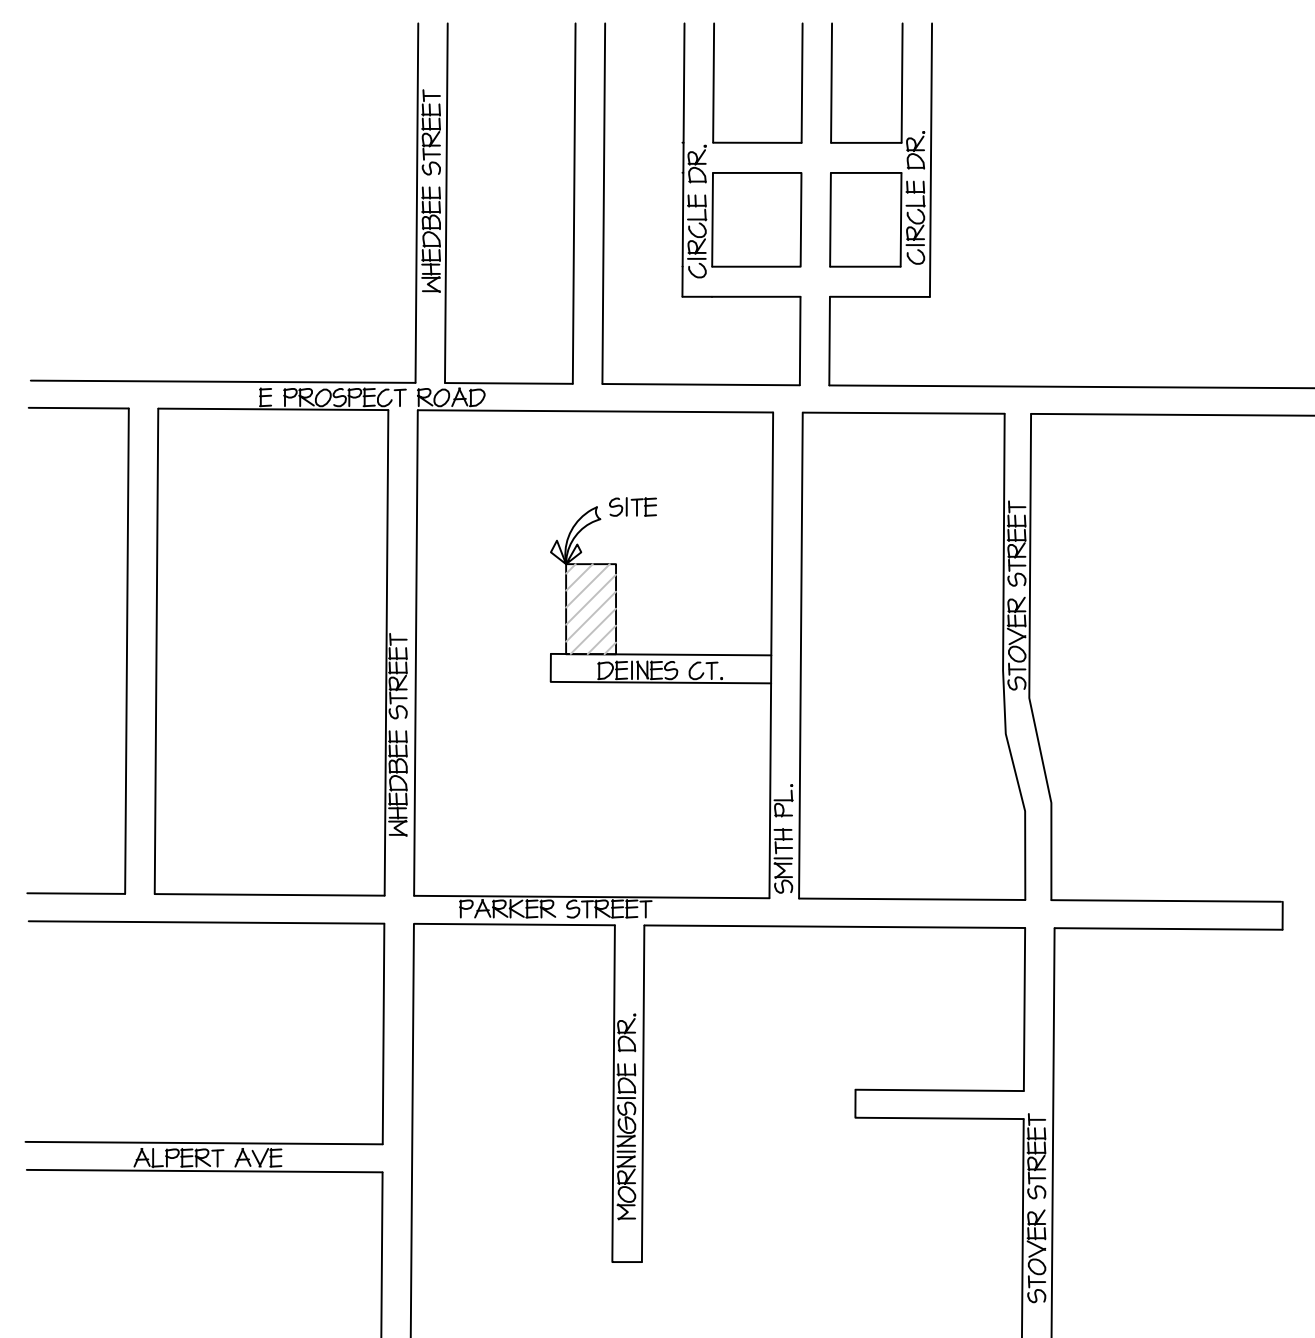 WHEDBEE STREET
CIRCLE DR.
CIRCLE DR.
E PROSPECT ROAD
SITE
STOVER STREET
DEINES CT.
WHEDBEE STREET
SMITH PL.
PARKER STREET
MORNINGSIDE DR.
ALPERT AVE
STOVER STREET